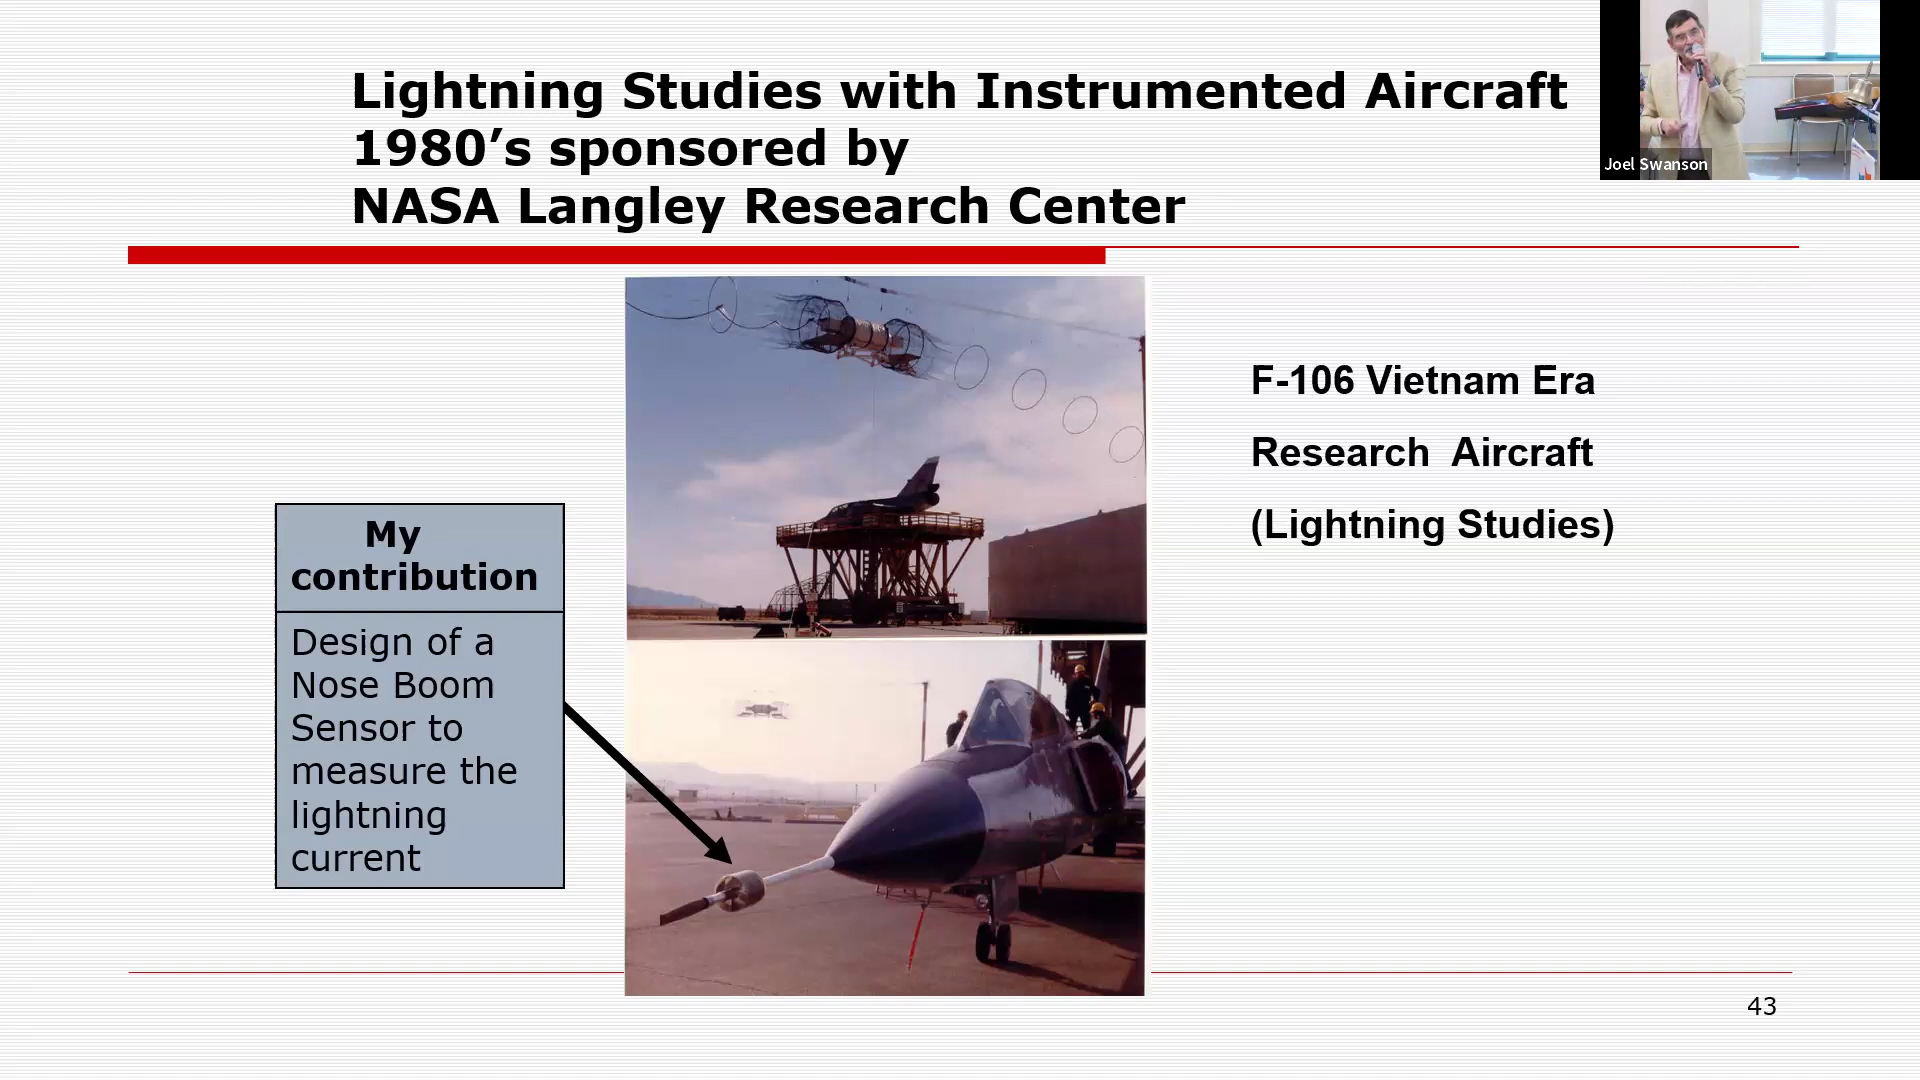 Lightning Studies with Instrumented Aircraft
1980’s sponsored by
NASA Langley Research Center
Joel Swanson
F-106 Vietnam Era
Research  Aircraft
(Lightning Studies)
My
contribution
Design of a
Nose Boom
Sensor to
measure the
lightning
current
43